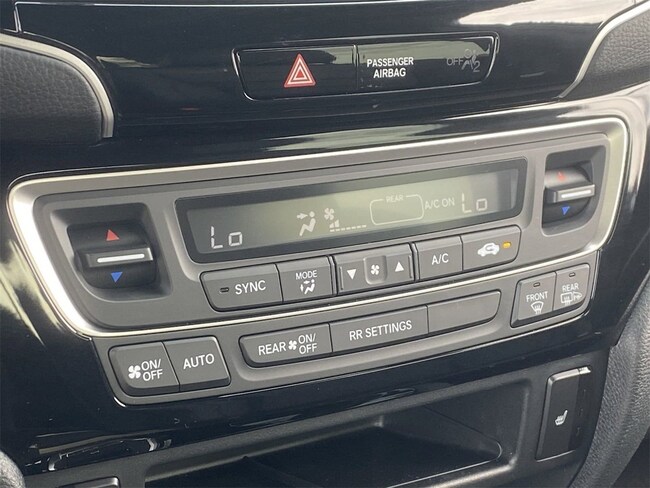 PASSENGER
AIRBAG
OFF
REAR
A/C ON
Lo
Lo
SYNC
MODE
A/C
FRONT
REAR
ON/
OFF
AUTO
REAR ON/
OFF
RR SETTINGS